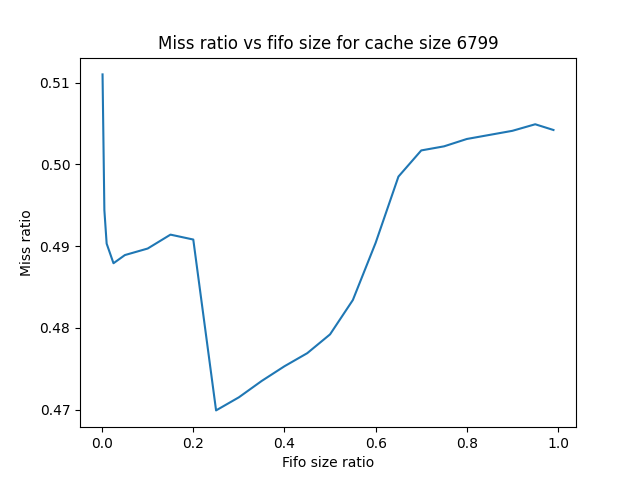 Miss ratio vs fifo size for cache size 6799
0.51
0.50
0.49
0.48
0.47
Miss ratio
0.0 0.2 0.4 0.6 0.8 1.0
Fifo size ratio